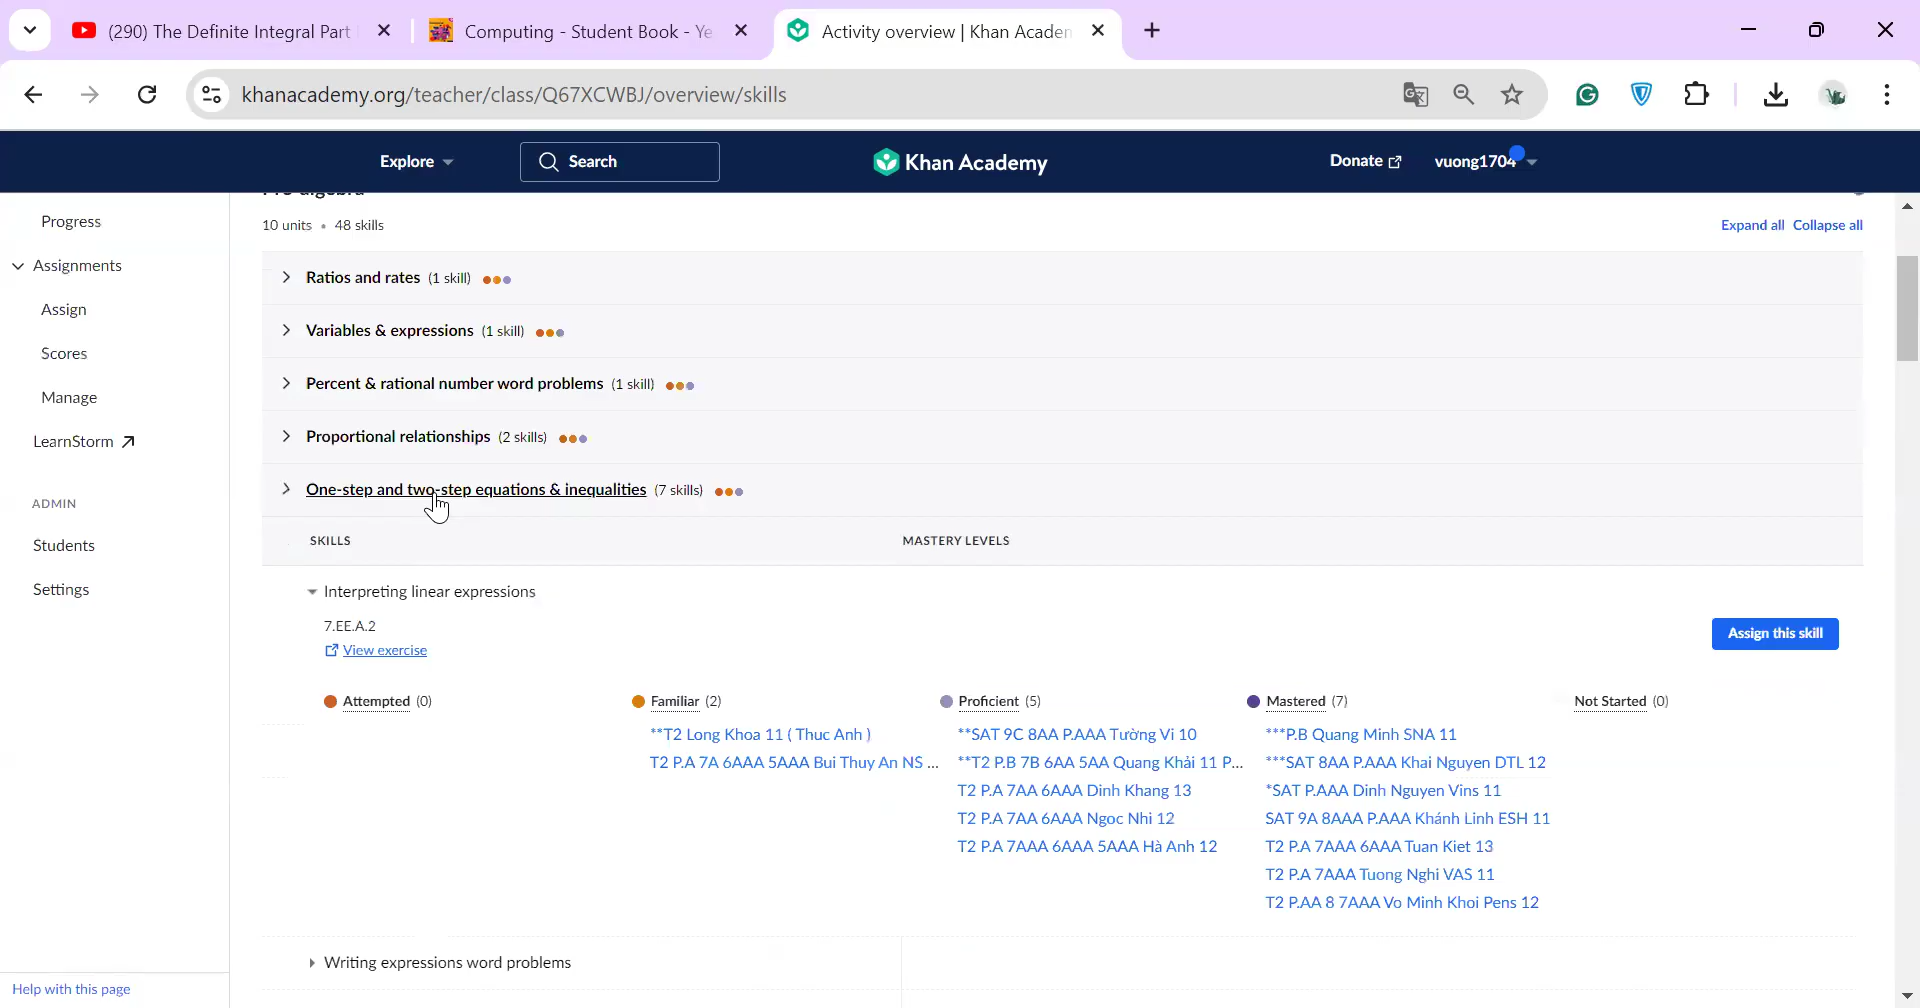 (290) The Definite Integral Part
Computing - Student Book - Ye
Activity overview | Khan Academ
khanacademy.org/teacher/class/Q67XCWBJ/overview/skills
Explore
Search
Khan Academy
Donate
vuong1704
Progress
Assignments
Assign
Scores
Manage
LearnStorm
ADMIN
Students
Settings
Help with this page
Pre-algebra
10 units • 48 skills
Expand all Collapse all
Ratios and rates (1 skill)
Variables & expressions (1 skill)
Percent & rational number word problems (1 skill)
Proportional relationships (2 skills)
One-step and two-step equations & inequalities (7 skills)
SKILLS MASTERY LEVELS
Interpreting linear expressions
7.EE.A.2
View exercise
Assign this skill
Attempted (0)
Familiar (2)
**T2 Long Khoa 11 ( Thuc Anh )
T2 P.A 7A 6AAA 5AAA Bui Thuy An NS ...
Proficient (5)
**SAT 9C 8AA P.AAA Tường Vi 10
**T2 P.B 7B 6AA 5AA Quang Khải 11 P...
T2 P.A 7AA 6AAA Dinh Khang 13
T2 P.A 7AA 6AAA Ngoc Nhi 12
T2 P.A 7AAA 6AAA 5AAA Hà Anh 12
Mastered (7)
***P.B Quang Minh SNA 11
***SAT 8AA P.AAA Khai Nguyen DTL 12
*SAT P.AAA Dinh Nguyen Vins 11
SAT 9A 8AAA P.AAA Khánh Linh ESH 11
T2 P.A 7AAA 6AAA Tuan Kiet 13
T2 P.A 7AAA Tuong Nghi VAS 11
T2 P.AA 8 7AAA Vo Minh Khoi Pens 12
Not Started (0)
Writing expressions word problems